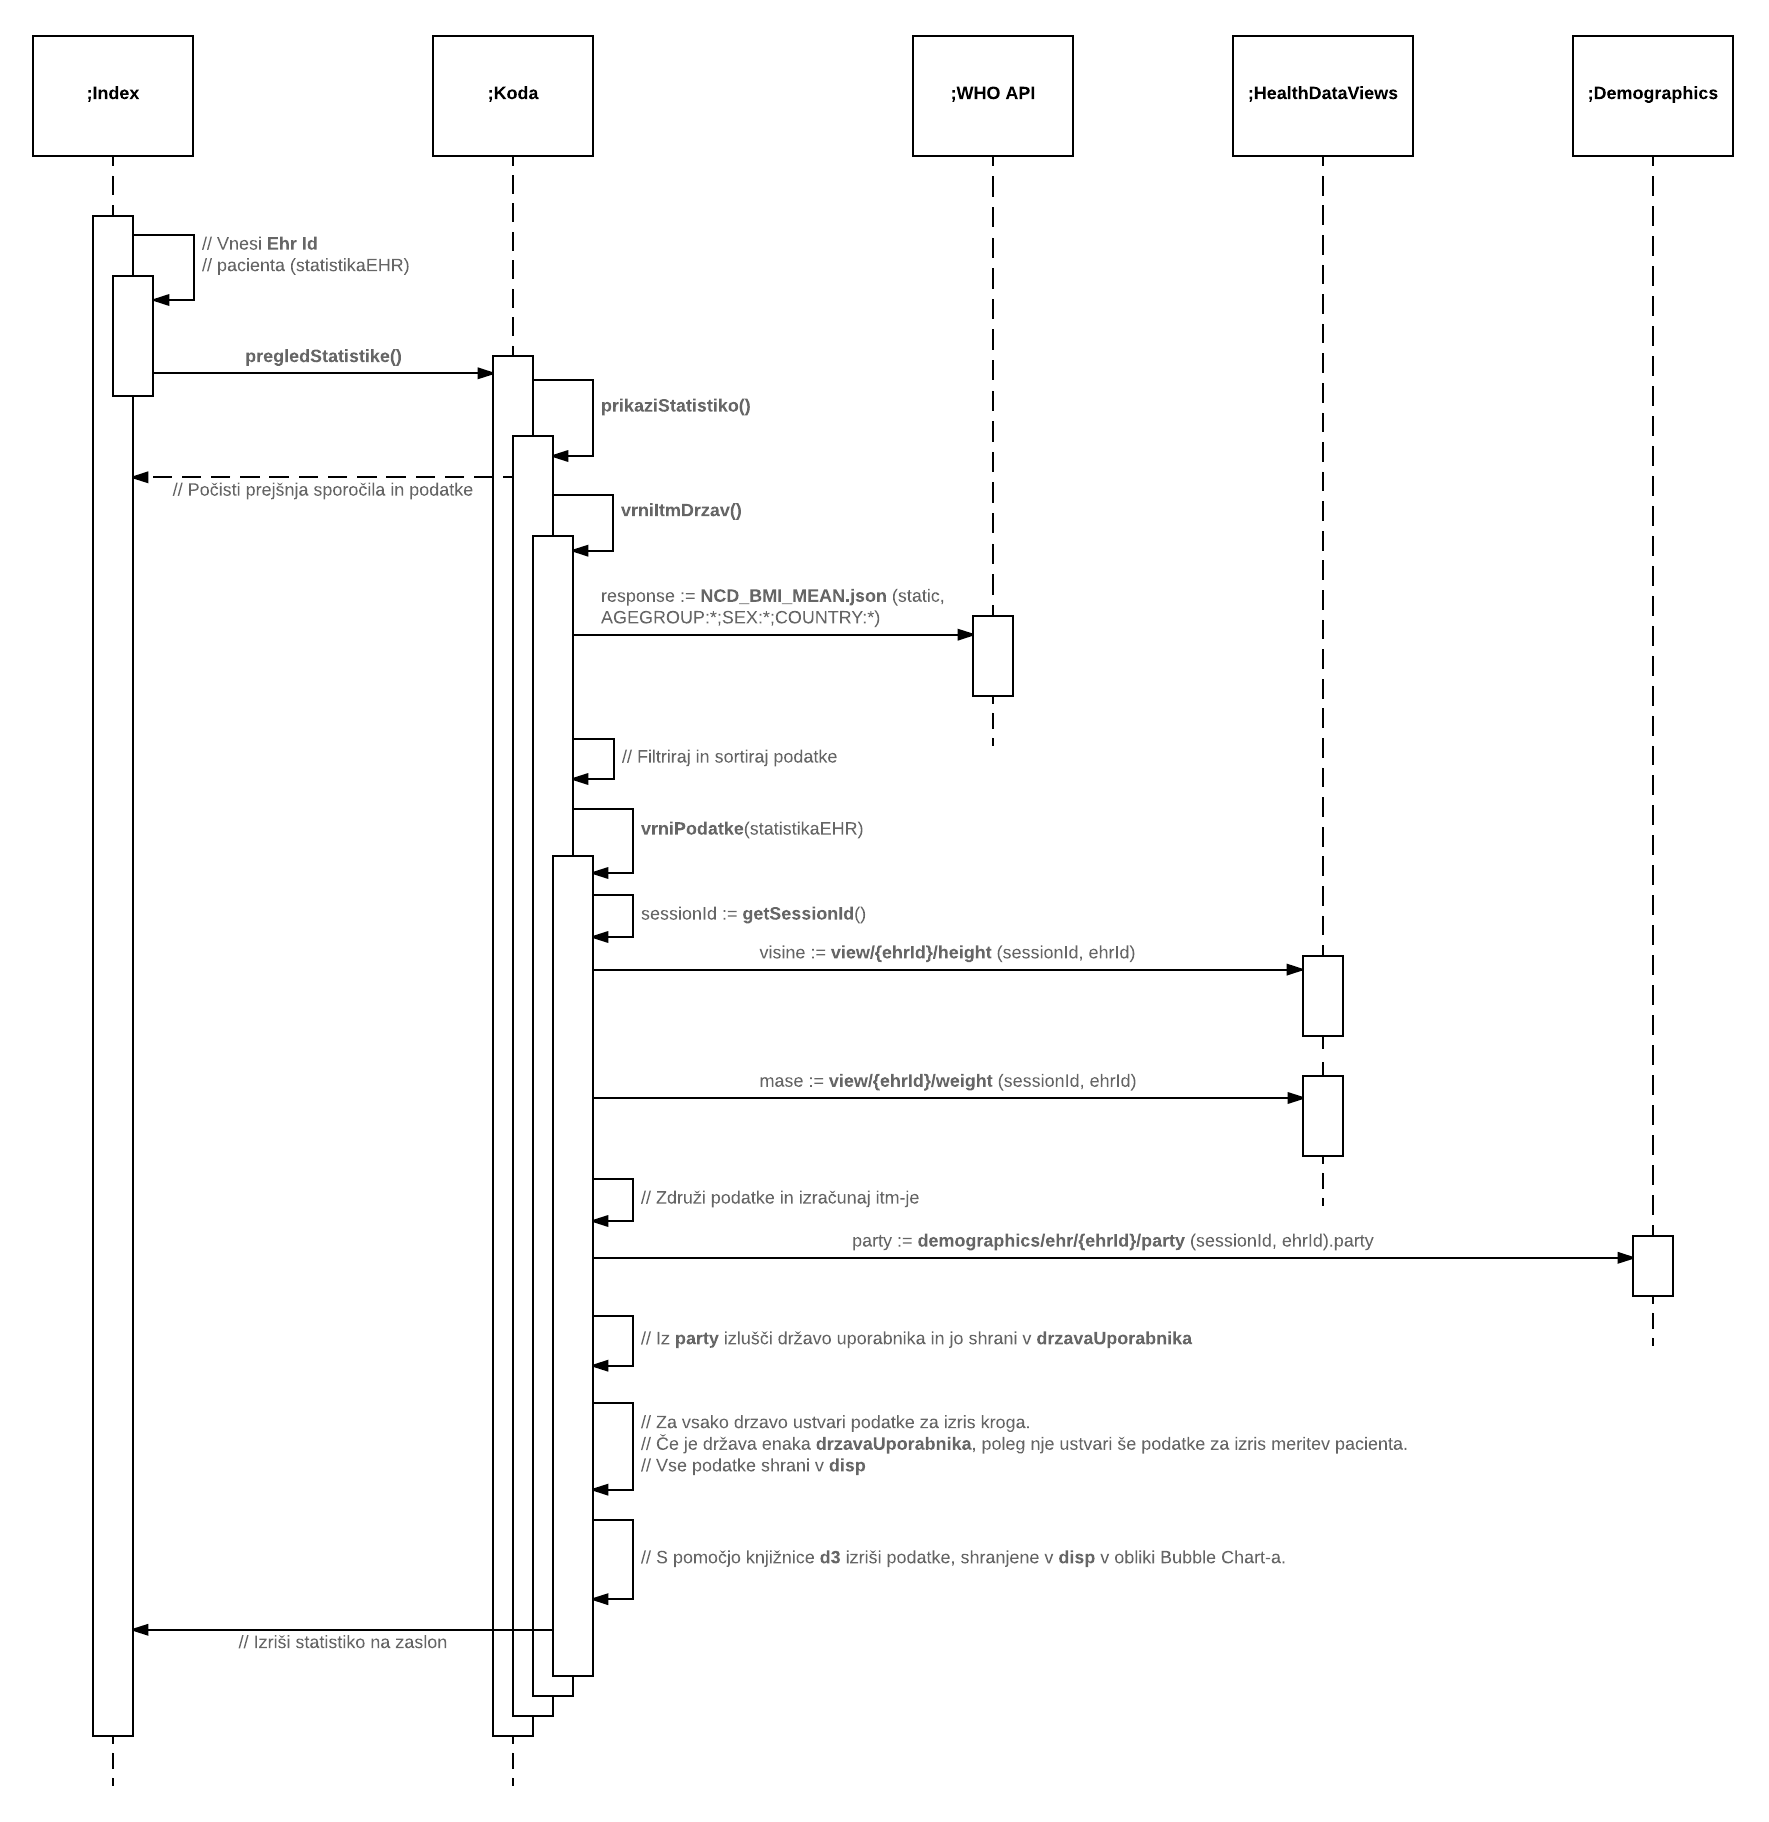 ;Index
;Koda
;WHO API
;HealthDataViews
;Demographics
// Vnesi Ehr Id
// pacienta (statistikaEHR)
pregledStatistike()
prikaziStatistiko()
// Počisti prejšnja sporočila in podatke
vrniItmDrzav()
response := NCD_BMI_MEAN.json (static,
AGEGROUP:*;SEX:*;COUNTRY:*)
// Filtriraj in sortiraj podatke
vrniPodatke(statistikaEHR)
sessionId := getSessionId()
visine := view/{ehrId}/height (sessionId, ehrId)
mase := view/{ehrId}/weight (sessionId, ehrId)
// Združi podatke in izračunaj itm-je
party := demographics/ehr/{ehrId}/party (sessionId, ehrId).party
// Iz party izlušči državo uporabnika in jo shrani v drzavaUporabnika
// Za vsako drzavo ustvari podatke za izris kroga.
// Če je država enaka drzavaUporabnika, poleg nje ustvari še podatke za izris meritev pacienta.
// Vse podatke shrani v disp
// S pomočjo knjižnice d3 izriši podatke, shranjene v disp v obliki Bubble Chart-a.
// Izriši statistiko na zaslon